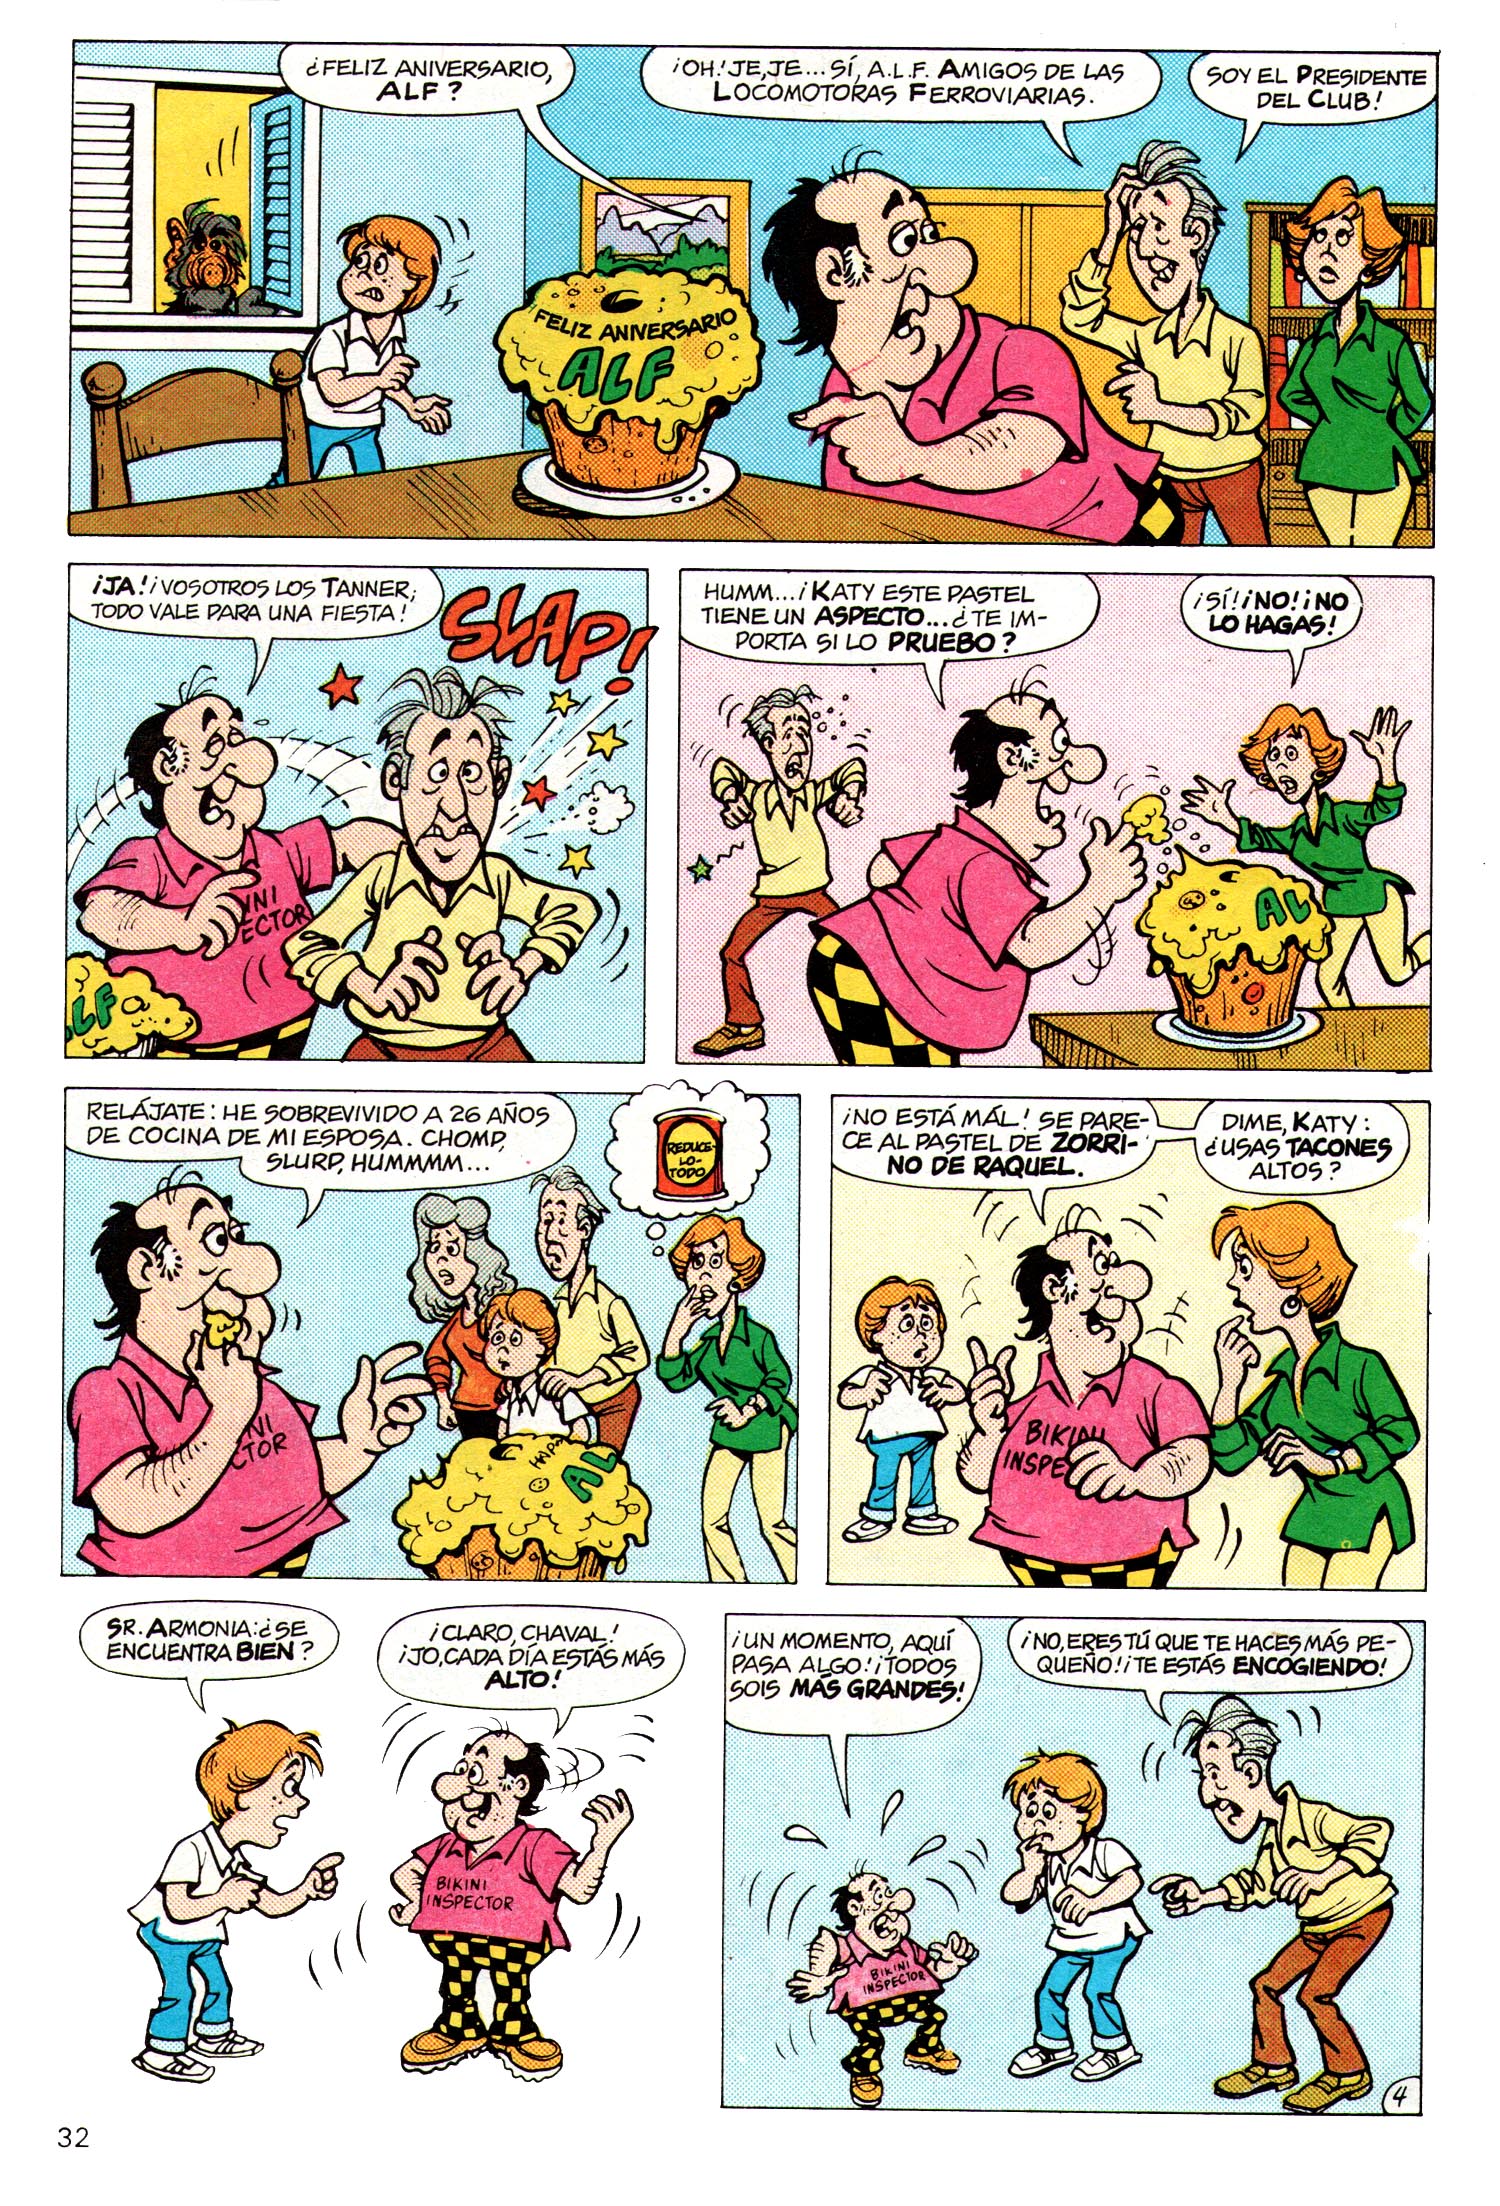 ¿FELIZ ANIVERSARIO,
ALF?
¡OH! JE, JE... SÍ, A.L.F. AMIGOS DE LAS
LOCOMOTORAS FERROVIARIAS.
SOY EL PRESIDENTE
DEL CLUB!
FELIZ ANIVERSARIO
ALF
¡JA! ¡VOSOTROS LOS TANNER;
TODO VALE PARA UNA FIESTA!
SLAP!
INI
ECTOR
ALF
HUMM...¡KATY ESTE PASTEL
TIENE UN ASPECTO...¿TE IM-
PORTA SI LO PRUEBO?
¡SÍ! ¡NO! ¡NO
LO HAGAS!
AL
RELÁJATE: HE SOBREVIVIDO A 26 AÑOS
DE COCINA DE MI ESPOSA. CHOMP,
SLURP, HUMMMM...
REDUCE-
LO-
TODO
NI
CTOR
HAPP
AL
¡NO ESTÁ MÁL! SE PARE-
CE AL PASTEL DE ZORRI-
NO DE RAQUEL.
DIME, KATY:
¿USAS TACONES
ALTOS?
BIKINI
INSPE
SR. ARMONIA: ¿SE
ENCUENTRA BIEN?
¡CLARO, CHAVAL!
¡JO, CADA DÍA ESTÁS MÁS
ALTO!
BIKINI
INSPECTOR
¡UN MOMENTO, AQUÍ
PASA ALGO! ¡TODOS
SOIS MÁS GRANDES!
¡NO, ERES TÚ QUE TE HACES MÁS PE-
QUEÑO! ¡TE ESTÁS ENCOGIENDO!
BIKINI
INSPECTOR
4
32